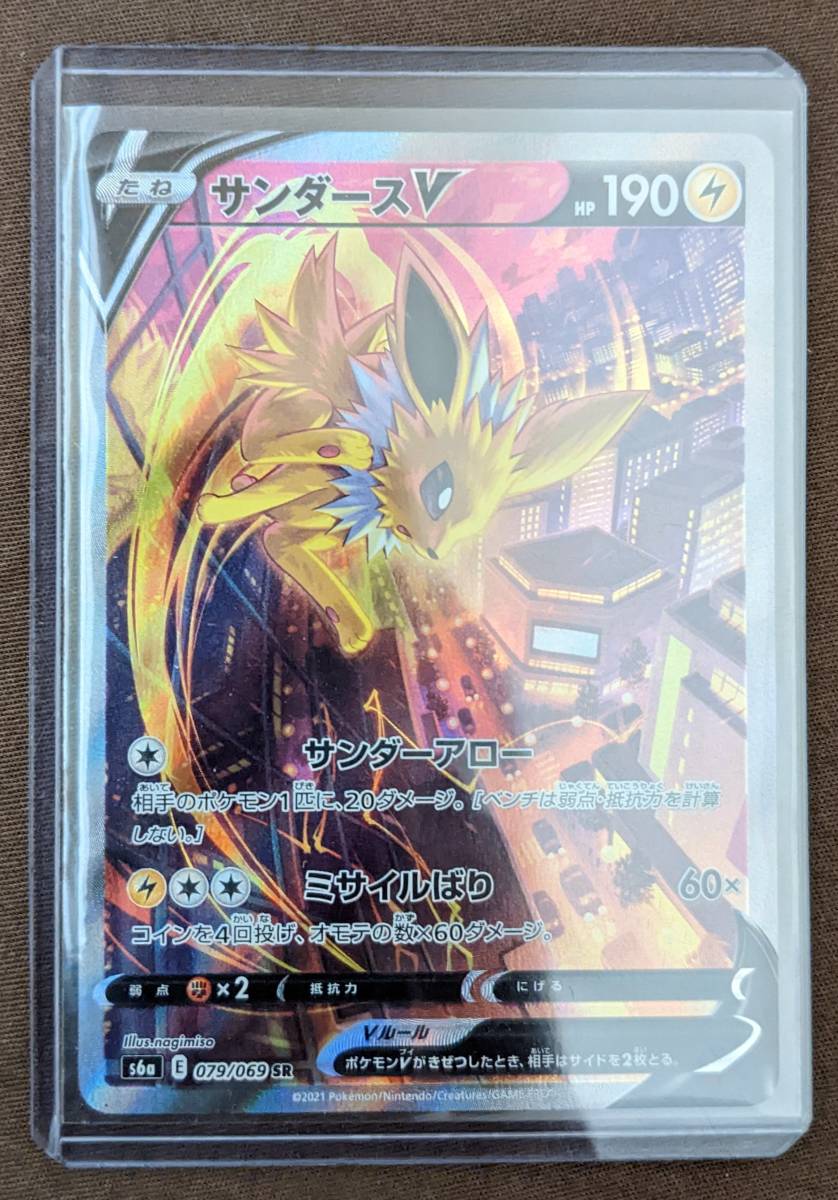 たね サンダースV HP 190
サンダーアロー
相手のポケモン1匹に、20ダメージ。[ベンチは弱点・抵抗力を計算
しない。]
ミサイルばり 60×
コインを4回投げ、オモテの数×60ダメージ。
弱点 ×2 抵抗力 にげる
Vルール
ポケモンVがきぜつしたとき、相手はサイドを2枚とる。
Illus.nagimiso
s6a E 079/069 SR
©2021 Pokémon/Nintendo/Creatures/GAME